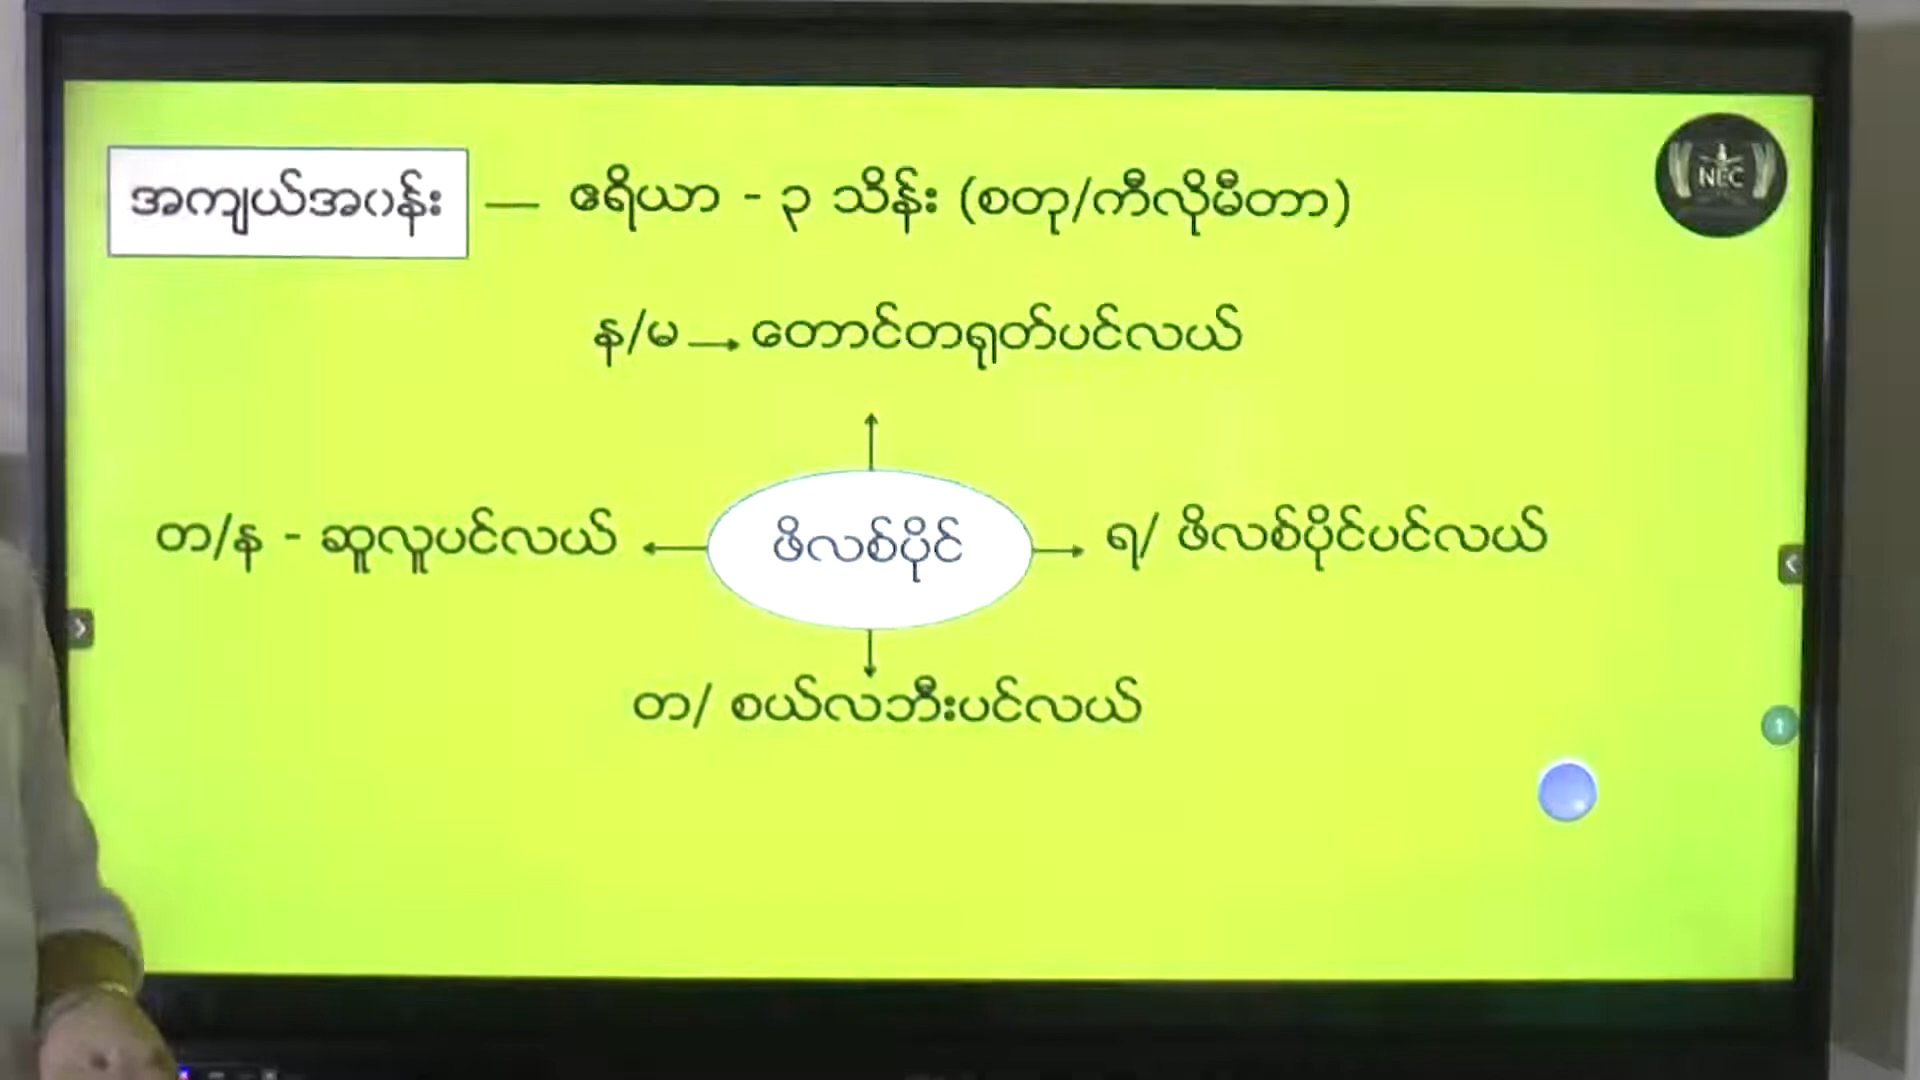 အကျယ်အဝန်း — ဧရိယာ - ၃ သိန်း (စတု/ကီလိုမီတာ)
NEC
န/မ → တောင်တရုတ်ပင်လယ်
တ/န - ဆူလူပင်လယ် ← ဖိလစ်ပိုင် → ရ/ ဖိလစ်ပိုင်ပင်လယ်
တ/ စယ်လဘီးပင်လယ်
1